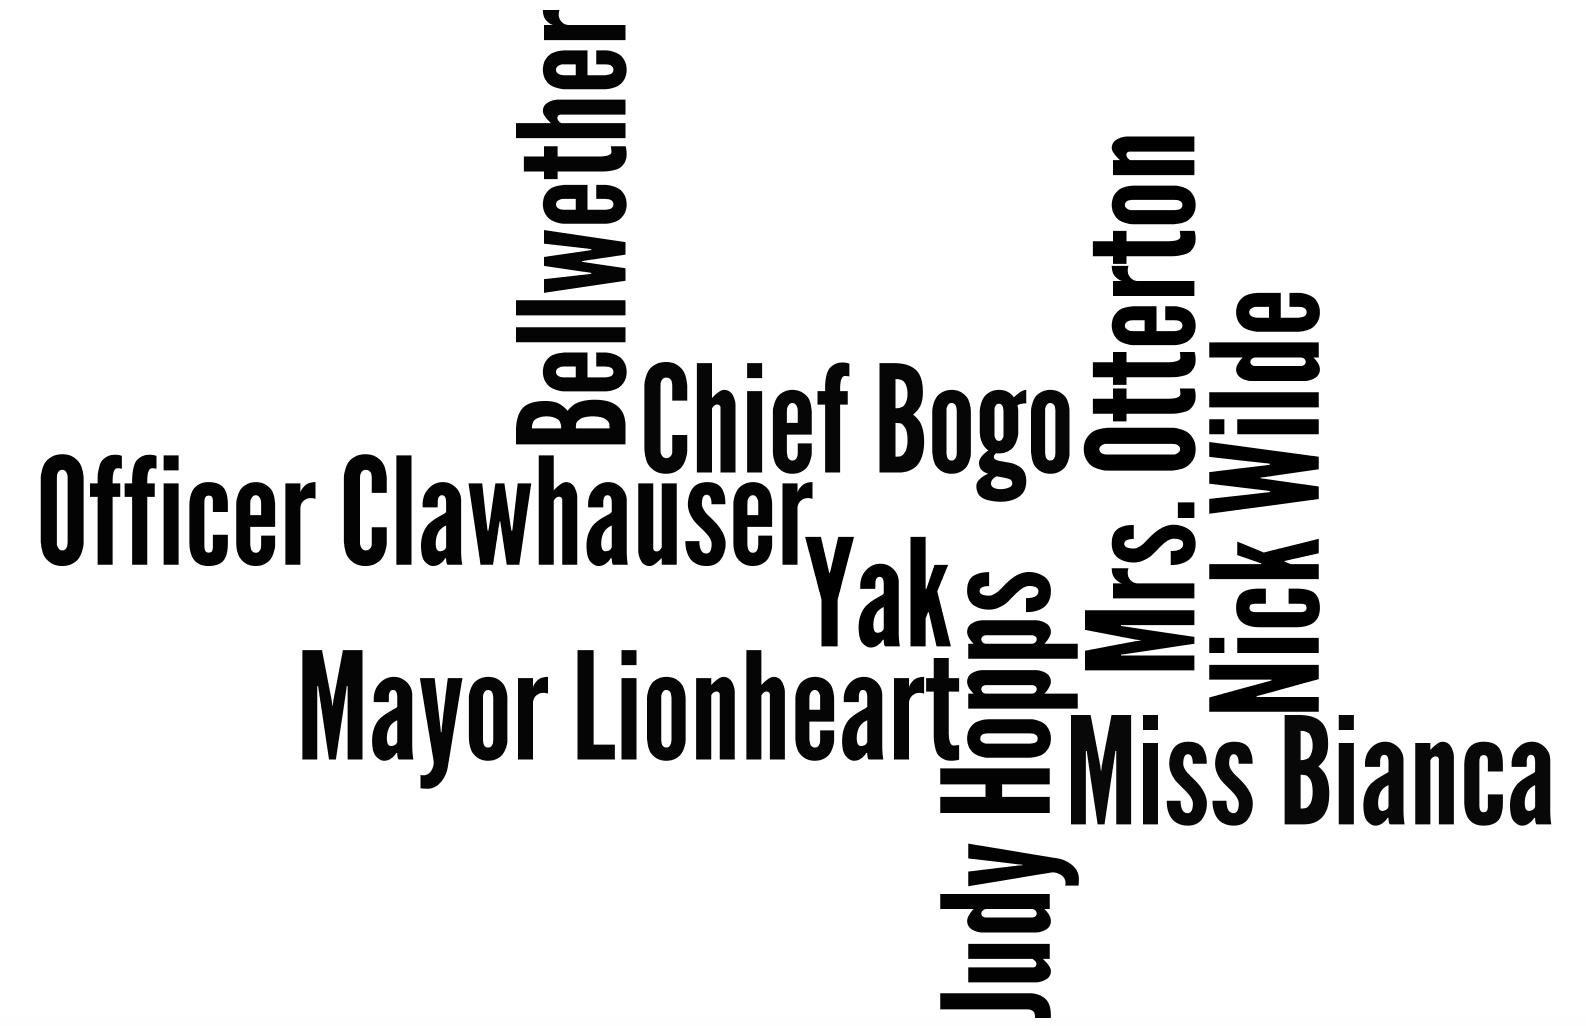 Bellwether
Chief Bogo
Mrs. Otterton
Nick Wilde
Officer Clawhauser
Yak
Mayor Lionheart
Judy Hopps
Miss Bianca